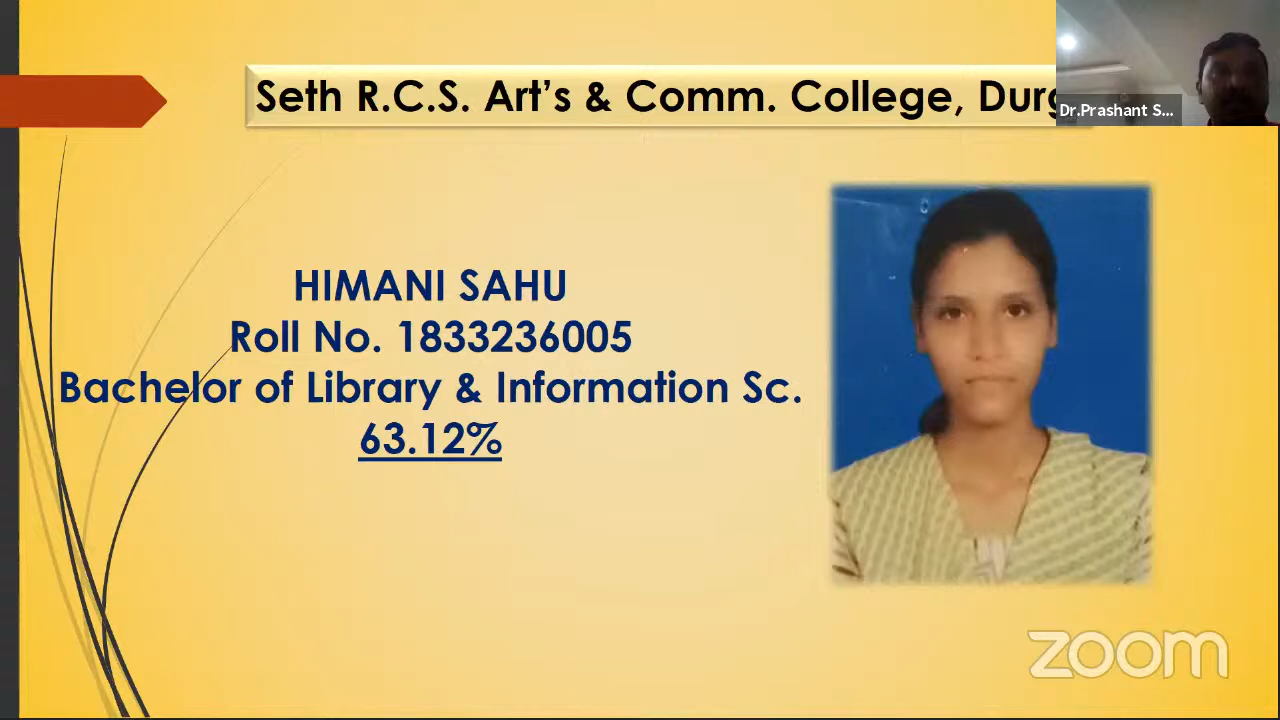 Seth R.C.S. Art's & Comm. College, Durg
Dr.Prashant S...
HIMANI SAHU
Roll No. 1833236005
Bachelor of Library & Information Sc.
63.12%
zoom